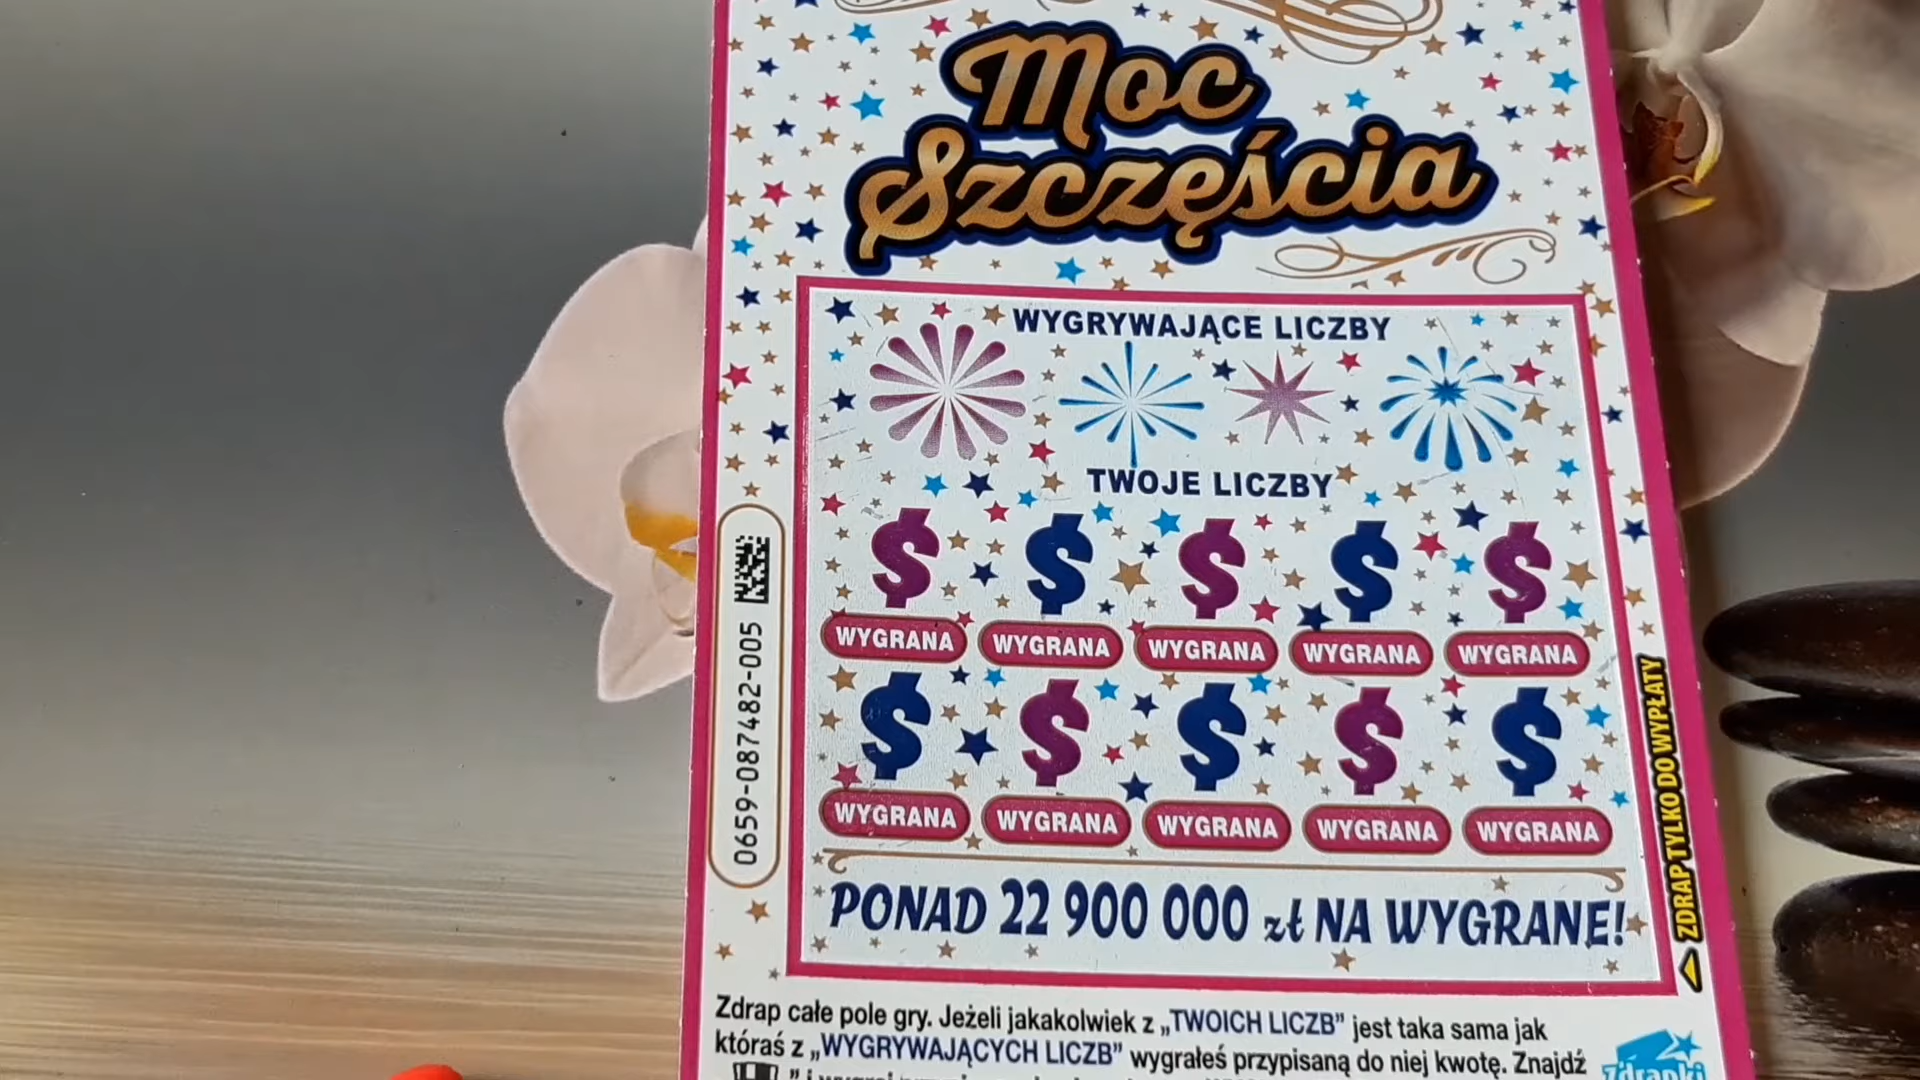 Moc
Szczęścia
WYGRYWAJĄCE LICZBY
TWOJE LICZBY
$ $ $ $ $
WYGRANA WYGRANA WYGRANA WYGRANA WYGRANA
$ $ $ $ $
WYGRANA WYGRANA WYGRANA WYGRANA WYGRANA
PONAD 22 900 000 zł NA WYGRANE!
0659-0887482-005
ZDRAP TYLKO DO WYPŁATY
Zdrap całe pole gry. Jeżeli jakakolwiek z „TWOICH LICZB” jest taka sama jak
któraś z „WYGRYWAJĄCYCH LICZB” wygrałeś przypisaną do niej kwotę. Znajdź
Zdrapki